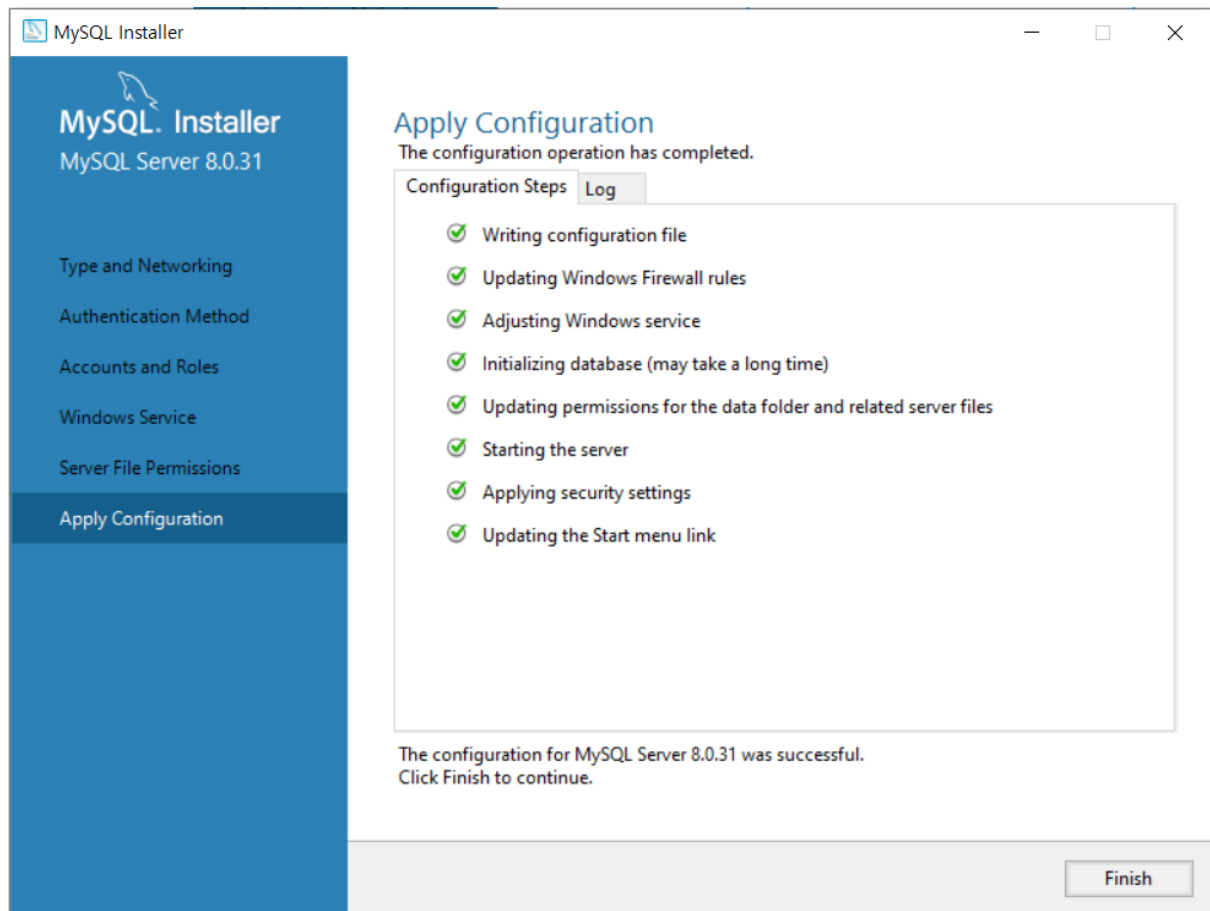 MySQL Installer
MySQL. Installer
MySQL Server 8.0.31
Type and Networking
Authentication Method
Accounts and Roles
Windows Service
Server File Permissions
Apply Configuration
Apply Configuration
The configuration operation has completed.
Configuration Steps
Log
Writing configuration file
Updating Windows Firewall rules
Adjusting Windows service
Initializing database (may take a long time)
Updating permissions for the data folder and related server files
Starting the server
Applying security settings
Updating the Start menu link
The configuration for MySQL Server 8.0.31 was successful.
Click Finish to continue.
Finish